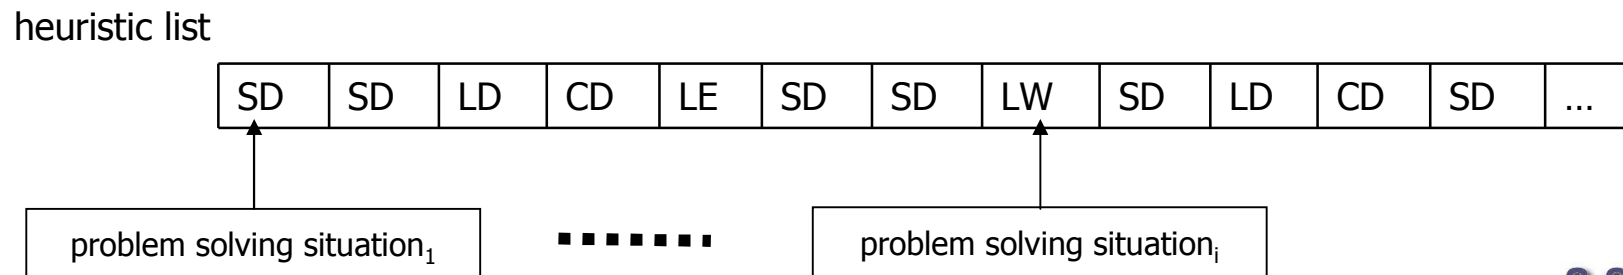 heuristic list
SD SD LD CD LE SD SD LW SD LD CD SD ...
problem solving situation₁ problem solving situationᵢ